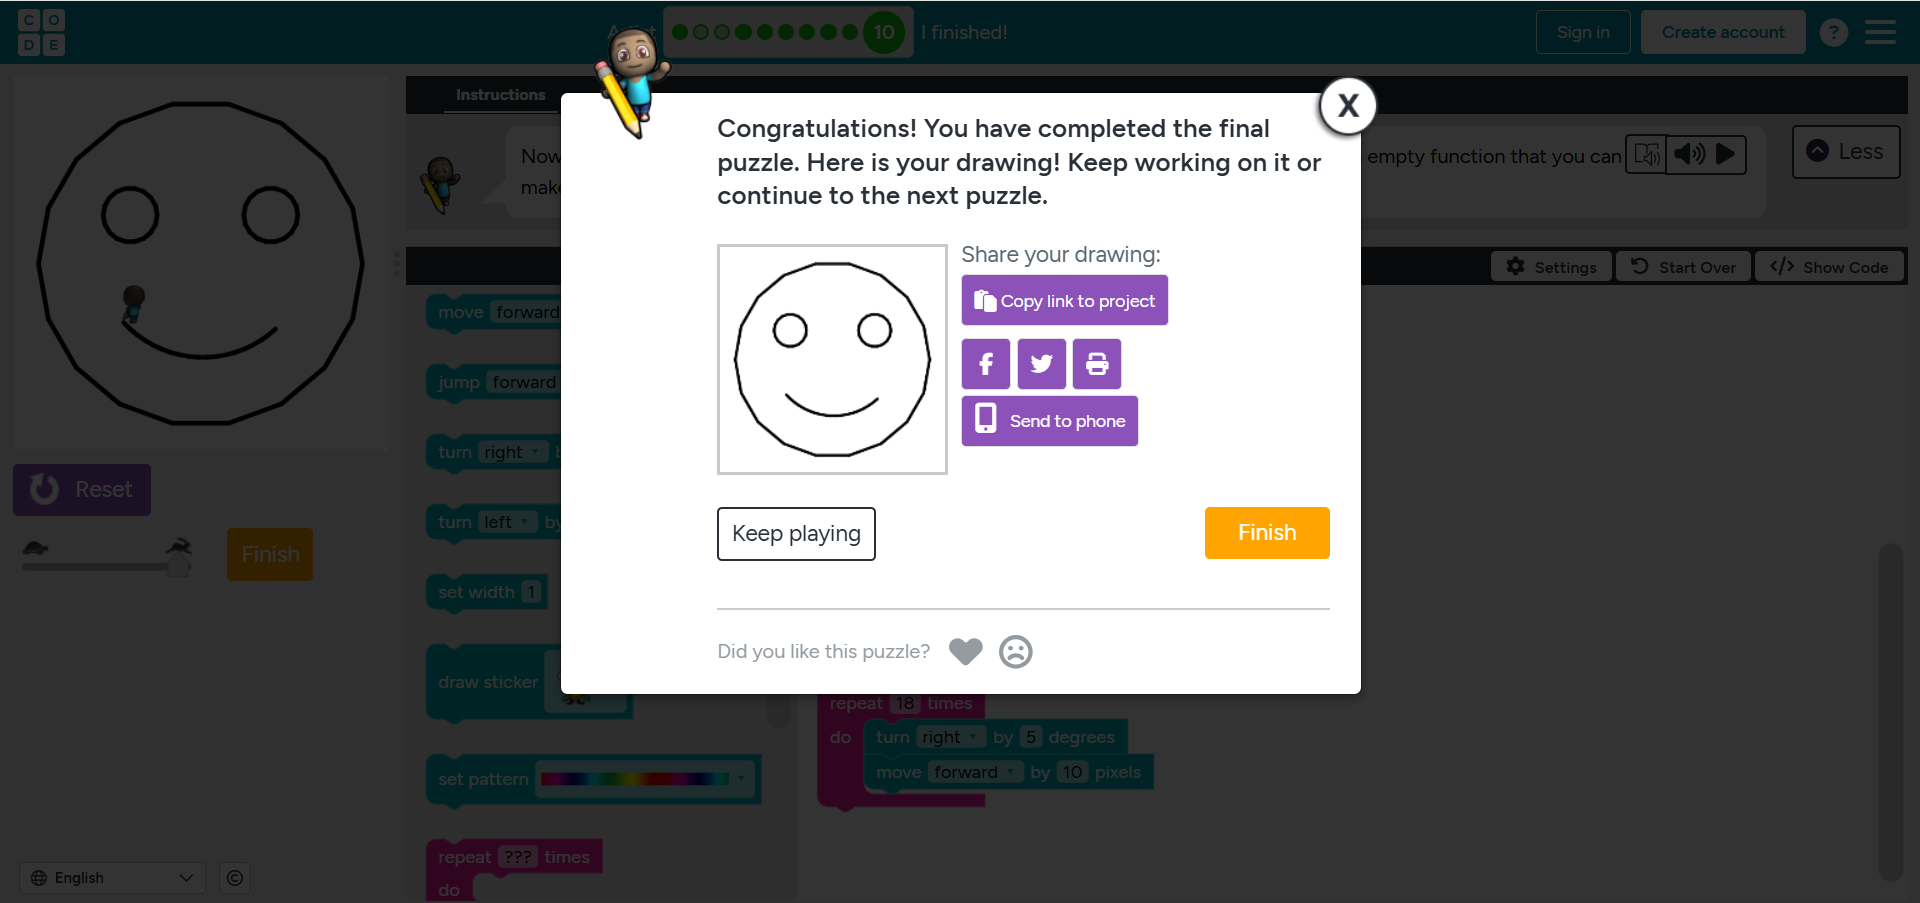 C O
D E
Artist
10
I finished!
Sign in
Create account
?
Instructions
X
Now
make
empty function that you can
Less
Congratulations! You have completed the final
puzzle. Here is your drawing! Keep working on it or
continue to the next puzzle.
Share your drawing:
Copy link to project
Send to phone
Keep playing
Finish
Did you like this puzzle?
Settings
Start Over
Show Code
Reset
Finish
move forward
jump forward
turn right
turn left by
set width 1
draw sticker
set pattern
repeat ??? times
do
repeat 18 times
do turn right by 5 degrees
move forward by 10 pixels
English
©